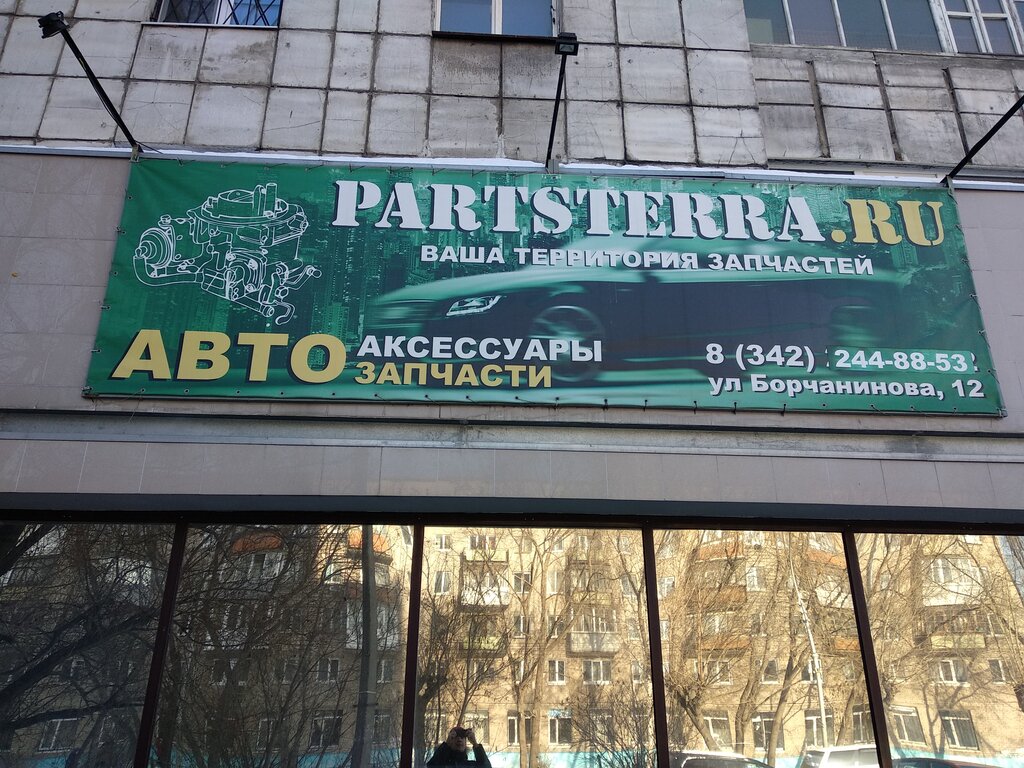 PARTSTERRA.RU
ВАША ТЕРРИТОРИЯ ЗАПЧАСТЕЙ
АВТО АКСЕССУАРЫ
ЗАПЧАСТИ
8 (342) 244-88-53
ул Борчанинова, 12